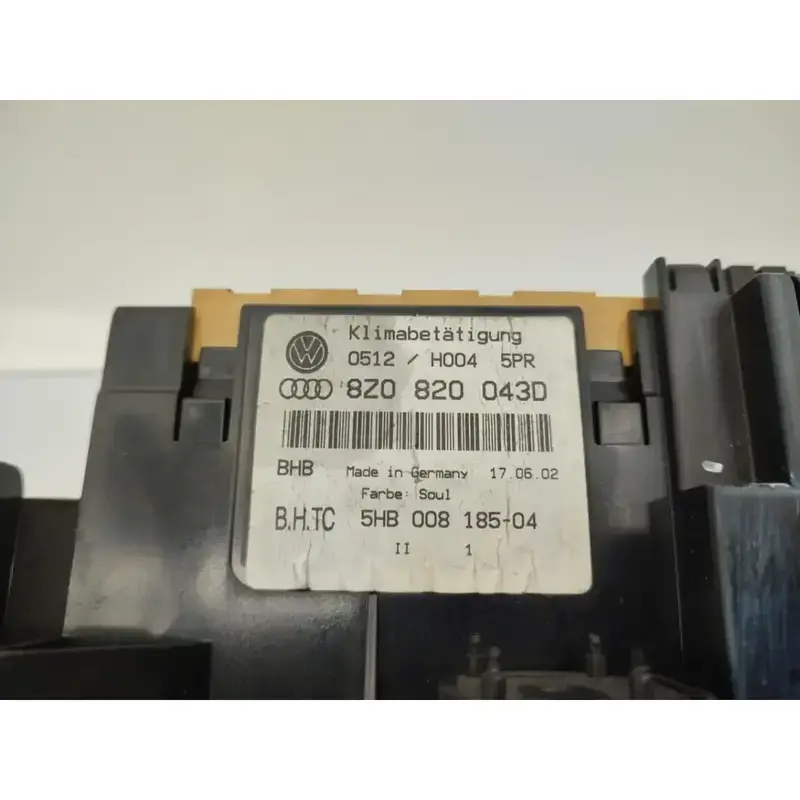 Klimabetätigung
0512 / H004 5PR
8Z0 820 043D
BHB Made in Germany 17.06.02
Farbe: Soul
B.H.TC 5HB 008 185-04
II 1